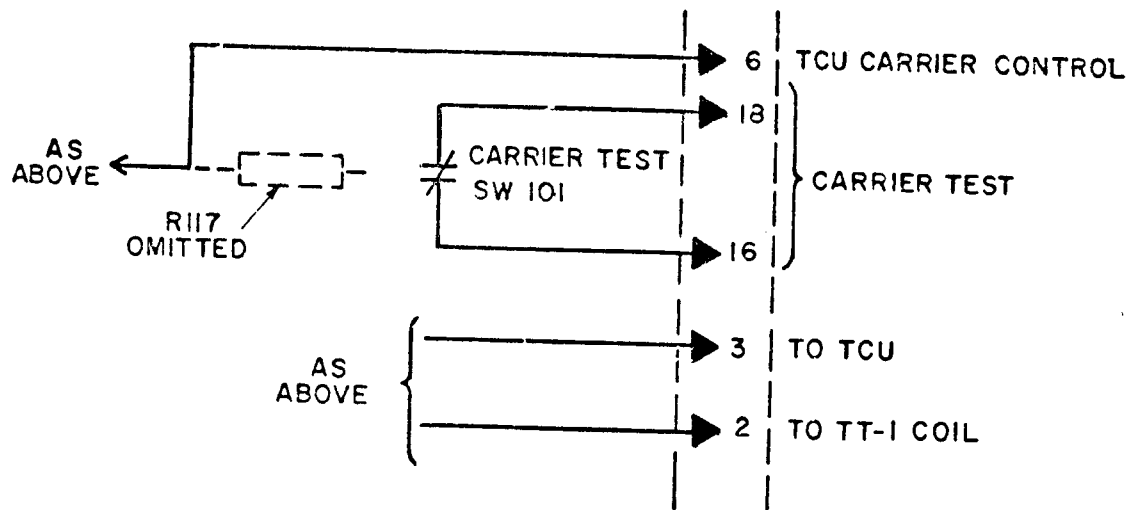 6 TCU CARRIER CONTROL
18
AS
ABOVE
CARRIER TEST
SW 101
CARRIER TEST
R117
OMITTED
16
3 TO TCU
AS
ABOVE
2 TO TT-1 COIL